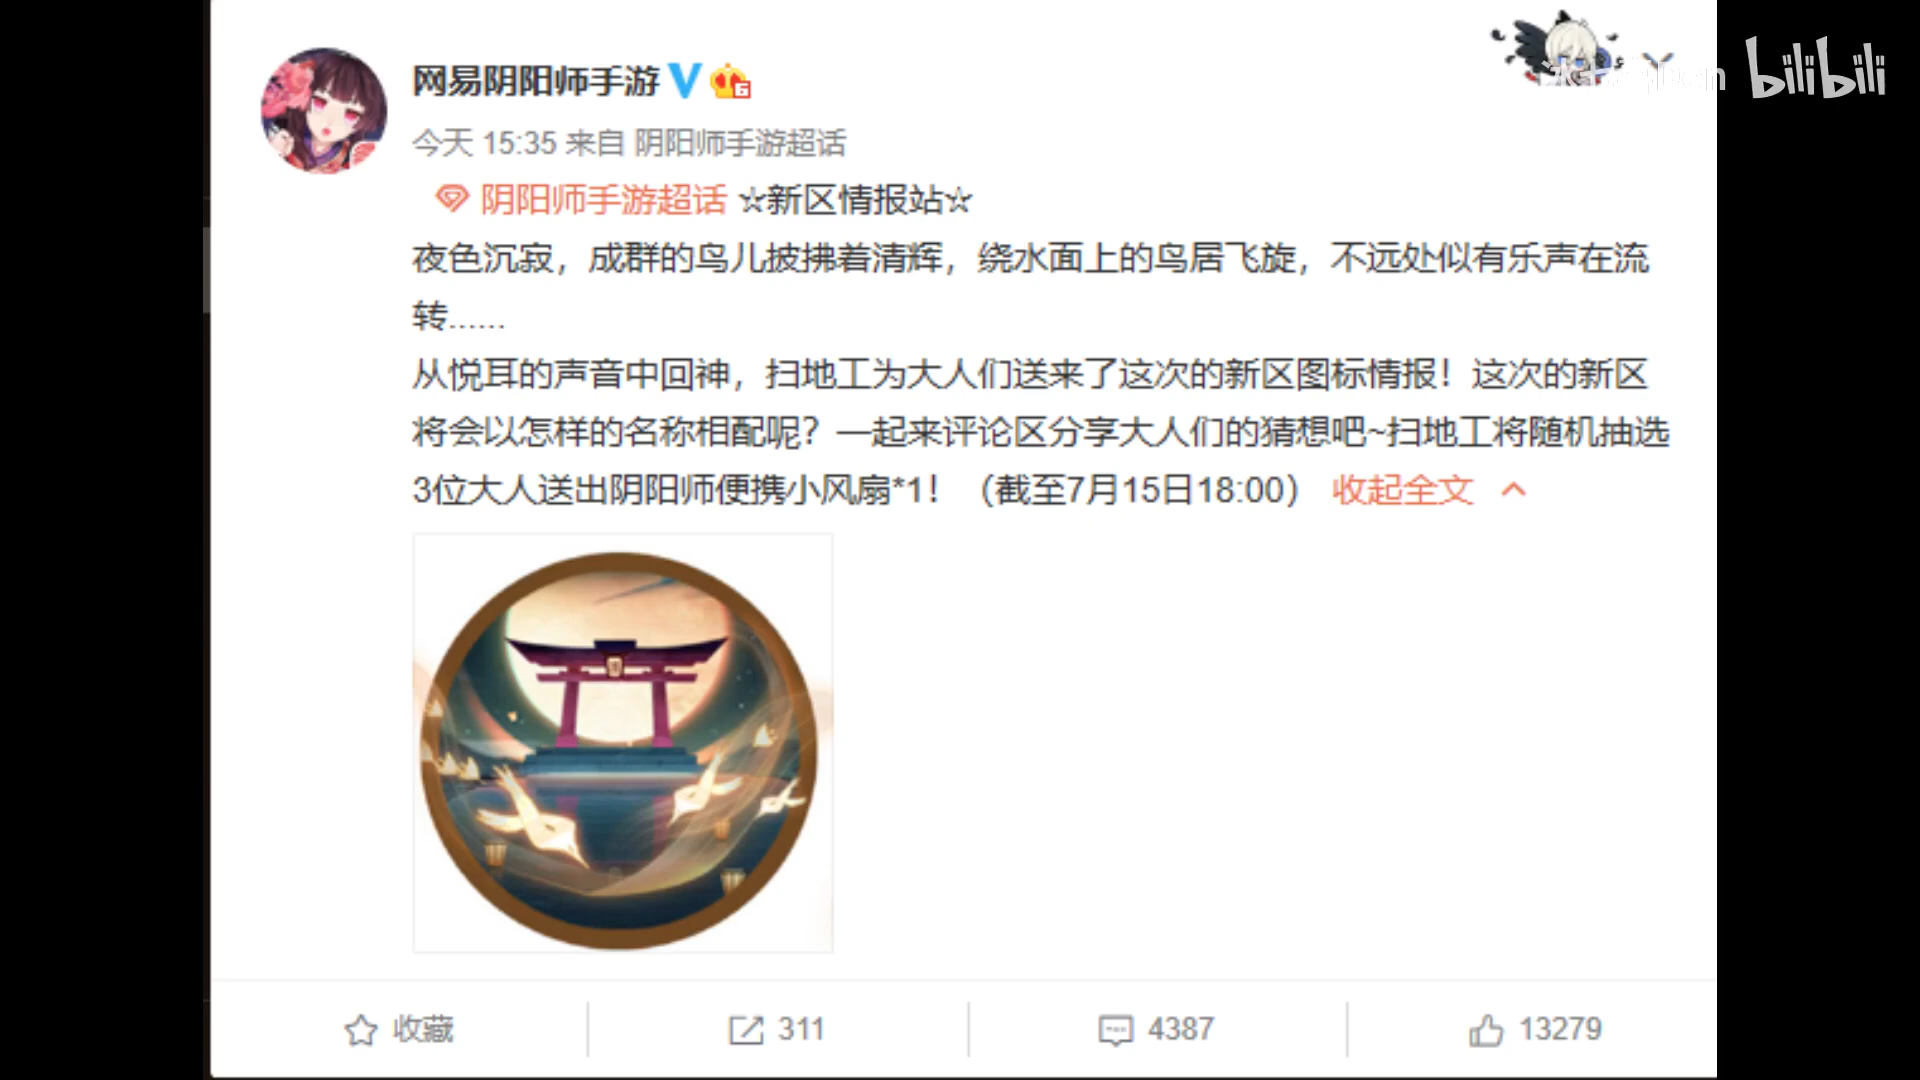 网易阴阳师手游
bilibili
今天 15:35 来自 阴阳师手游超话
阴阳师手游超话 ☆新区情报站☆
夜色沉寂，成群的鸟儿披拂着清辉，绕水面上的鸟居飞旋，不远处似有乐声在流
转......
从悦耳的声音中回神，扫地工为大人们送来了这次的新区图标情报！这次的新区
将会以怎样的名称相配呢？一起来评论区分享大人们的猜想吧~扫地工将随机抽选
3位大人送出阴阳师便携小风扇*1！（截至7月15日18:00） 收起全文
收藏
311
4387
13279